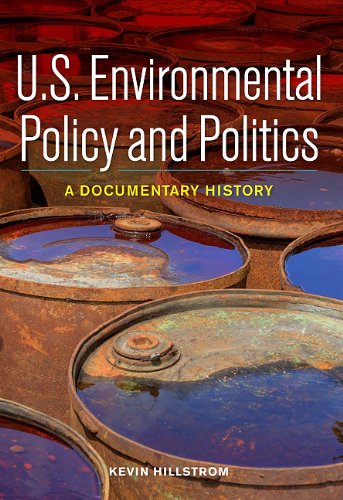 U.S. Environmental
Policy and Politics
A DOCUMENTARY HISTORY
KEVIN HILLSTROM